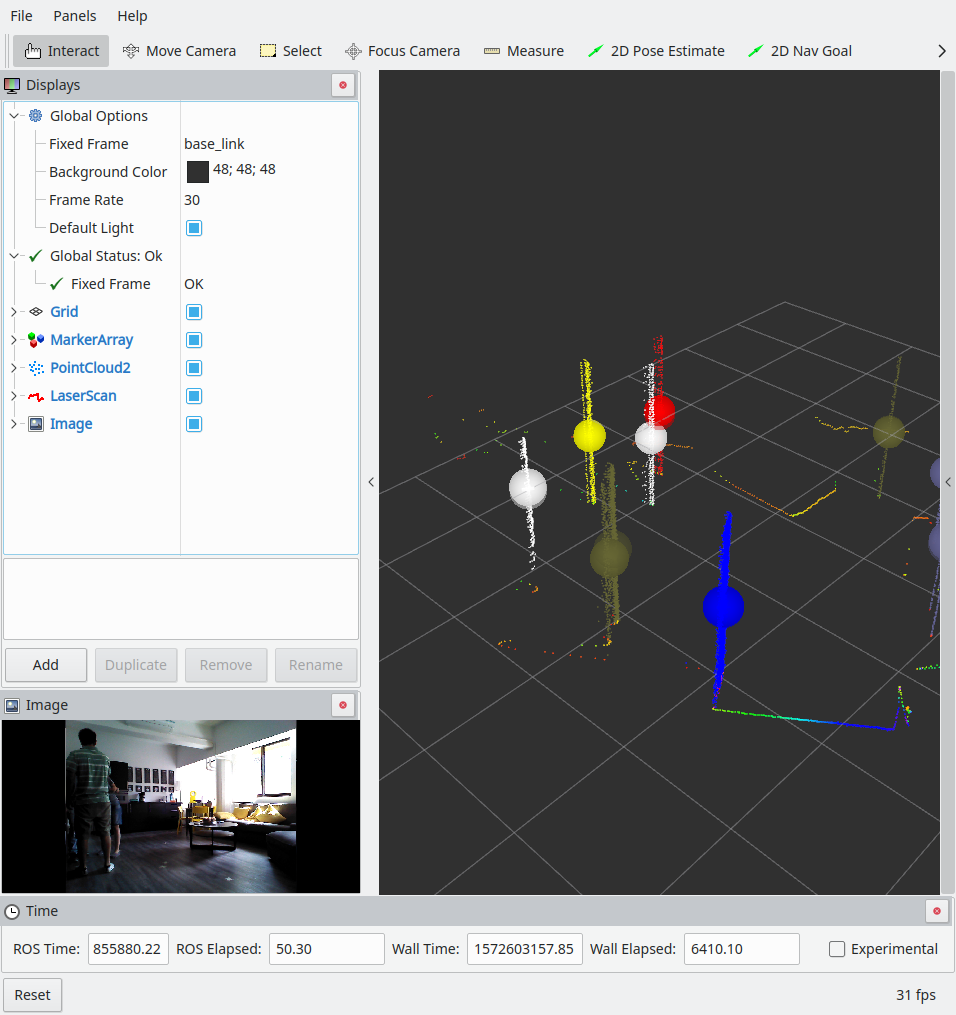 File Panels Help
Interact Move Camera Select Focus Camera Measure 2D Pose Estimate 2D Nav Goal
Displays
Global Options
Fixed Frame base_link
Background Color 48; 48; 48
Frame Rate 30
Default Light
Global Status: Ok
Fixed Frame OK
Grid
MarkerArray
PointCloud2
LaserScan
Image
Add Duplicate Remove Rename
Image
Time
ROS Time: 855880.22 ROS Elapsed: 50.30 Wall Time: 1572603157.85 Wall Elapsed: 6410.10 Experimental
Reset 31 fps